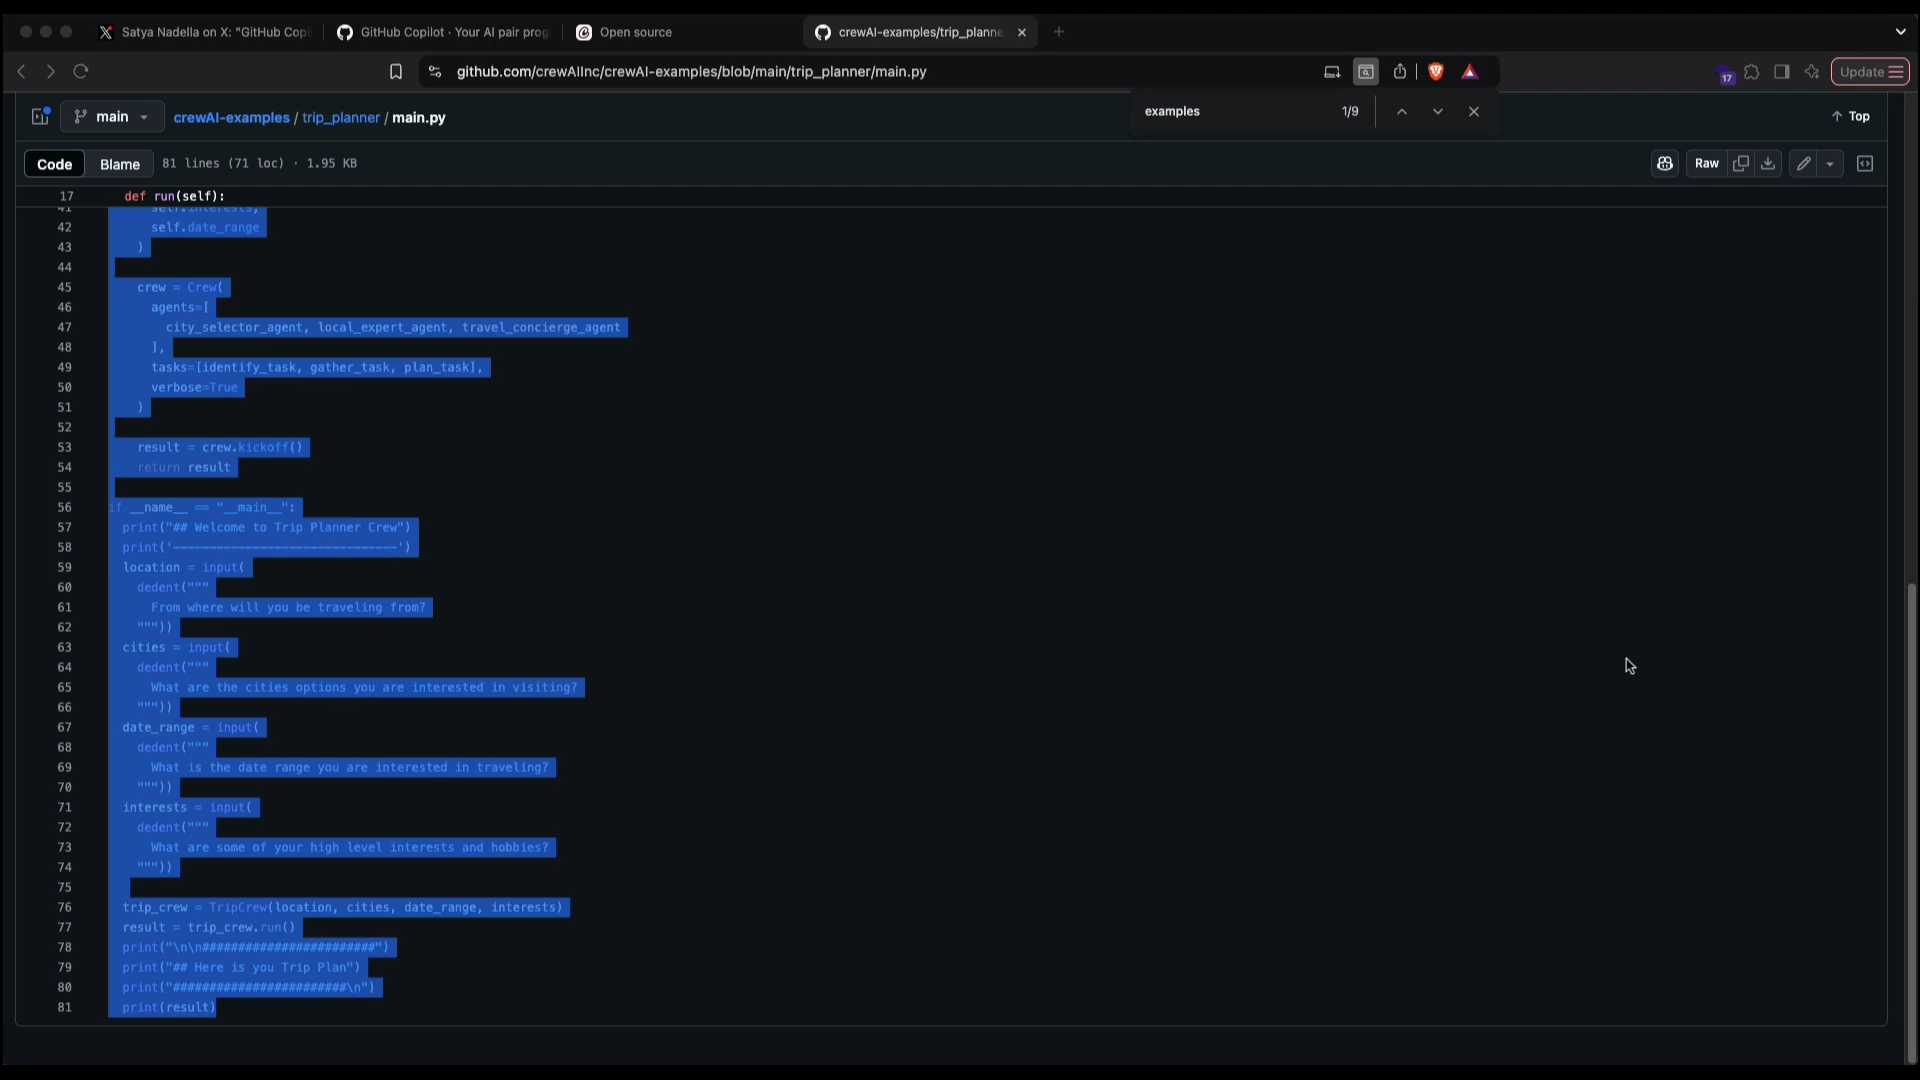 Satya Nadella on X: "GitHub Copi
GitHub Copilot · Your AI pair prog
Open source
crewAI-examples/trip_planne
github.com/crewAIInc/crewAI-examples/blob/main/trip_planner/main.py
17
Update
main
crewAI-examples / trip_planner / main.py
examples
1/9
Top
Code
Blame
81 lines (71 loc) · 1.95 KB
Raw
17 def run(self):
41 self.interests,
42 self.date_range
43 )
44
45 crew = Crew(
46 agents=[
47 city_selector_agent, local_expert_agent, travel_concierge_agent
48 ],
49 tasks=[identify_task, gather_task, plan_task],
50 verbose=True
51 )
52
53 result = crew.kickoff()
54 return result
55
56 if __name__ == "__main__":
57 print("## Welcome to Trip Planner Crew")
58 print('-------------------------------')
59 location = input(
60 dedent("""
61 From where will you be traveling from?
62 """))
63 cities = input(
64 dedent("""
65 What are the cities options you are interested in visiting?
66 """))
67 date_range = input(
68 dedent("""
69 What is the date range you are interested in traveling?
70 """))
71 interests = input(
72 dedent("""
73 What are some of your high level interests and hobbies?
74 """))
75
76 trip_crew = TripCrew(location, cities, date_range, interests)
77 result = trip_crew.run()
78 print("\n\n########################")
79 print("## Here is you Trip Plan")
80 print("########################\n")
81 print(result)